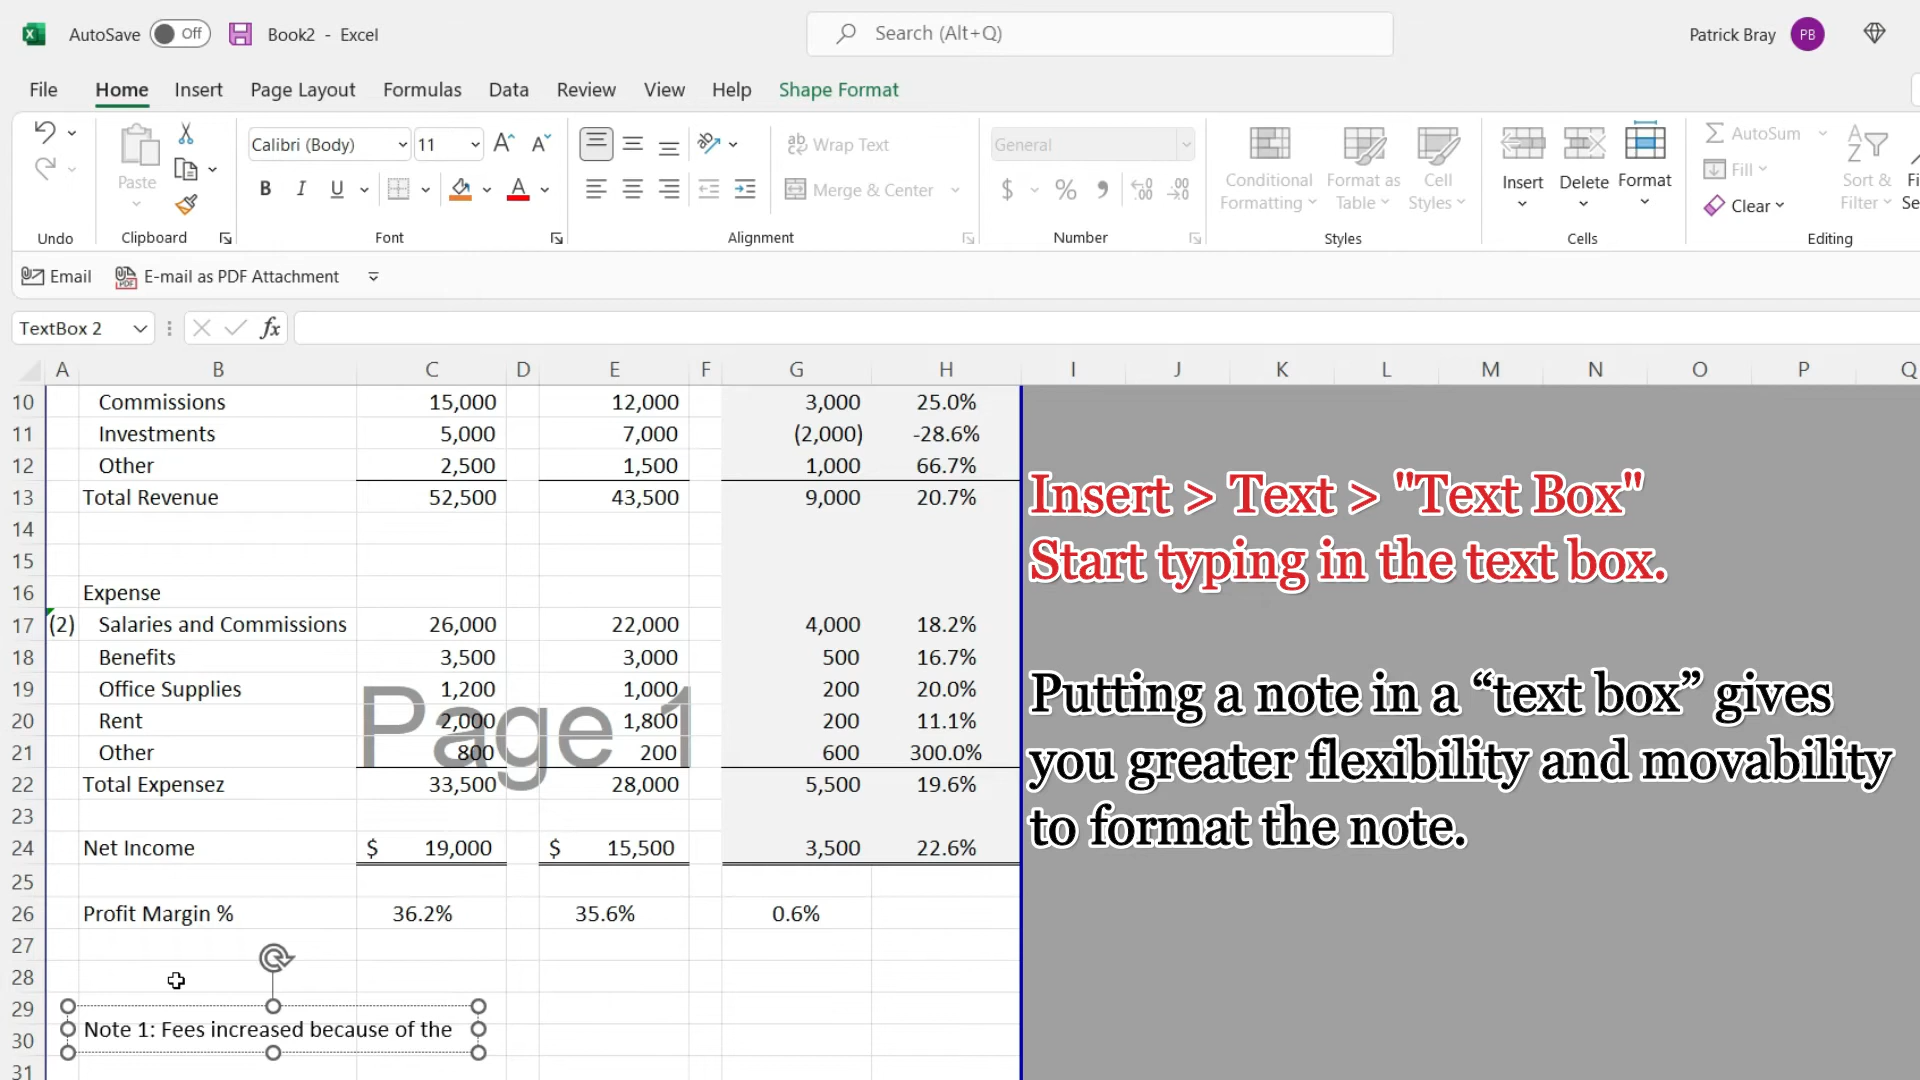 AutoSave Off Book2 - Excel Search (Alt+Q) Patrick Bray PB
File Home Insert Page Layout Formulas Data Review View Help Shape Format
Paste Calibri (Body) 11 Wrap Text General Conditional Formatting Format as Table Cell Styles Insert Delete Format AutoSum Fill Clear Sort & Filter
B I U Merge & Center $ % 9
Undo Clipboard Font Alignment Number Styles Cells Editing
Email E-mail as PDF Attachment
TextBox 2 fx
A B C D E F G H I J K L M N O P Q
10 Commissions 15,000 12,000 3,000 25.0%
11 Investments 5,000 7,000 (2,000) -28.6%
12 Other 2,500 1,500 1,000 66.7%
13 Total Revenue 52,500 43,500 9,000 20.7%
14
15
16 Expense
17 (2) Salaries and Commissions 26,000 22,000 4,000 18.2%
18 Benefits 3,500 3,000 500 16.7%
19 Office Supplies 1,200 1,000 200 20.0%
20 Rent 2,000 1,800 200 11.1%
21 Other 800 200 600 300.0%
22 Total Expensez 33,500 28,000 5,500 19.6%
23
24 Net Income $ 19,000 $ 15,500 3,500 22.6%
25
26 Profit Margin % 36.2% 35.6% 0.6%
27
28
29
30
31
Page 1
Note 1: Fees increased because of the
Insert > Text > "Text Box"
Start typing in the text box.
Putting a note in a “text box” gives
you greater flexibility and movability
to format the note.